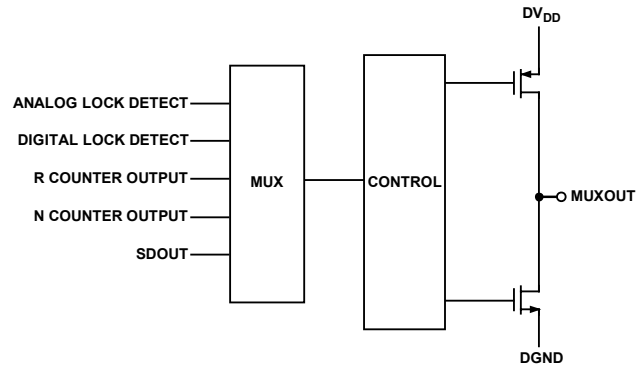 DVDD
ANALOG LOCK DETECT
DIGITAL LOCK DETECT
R COUNTER OUTPUT
N COUNTER OUTPUT
SDOUT
MUX
CONTROL
MUXOUT
DGND